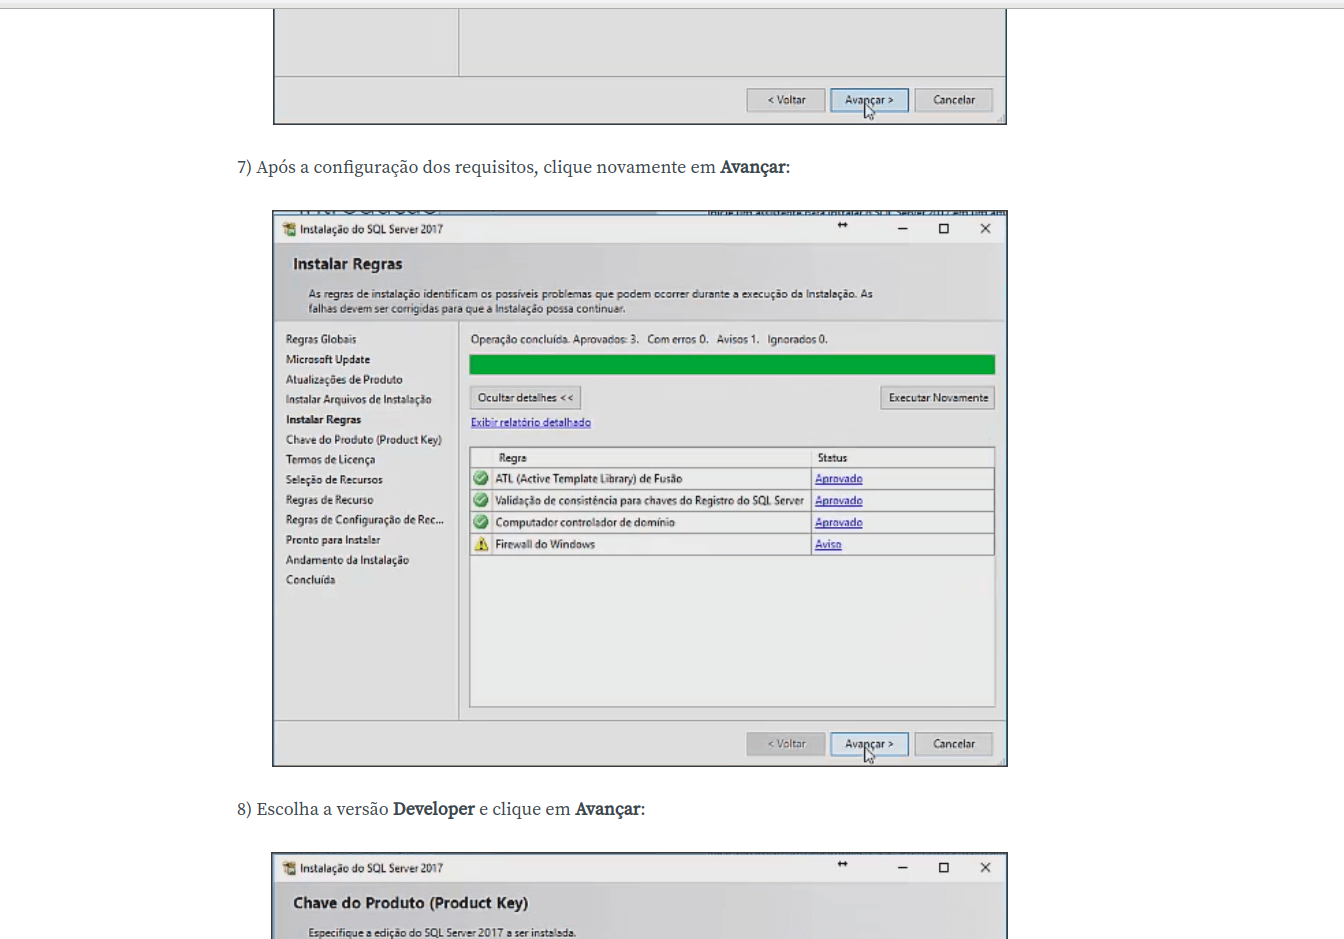 < Voltar
Avançar >
Cancelar
7) Após a configuração dos requisitos, clique novamente em Avançar:
Instalação do SQL Server 2017
Instalar Regras
As regras de instalação identificam os possíveis problemas que podem ocorrer durante a execução da Instalação. As
falhas devem ser corrigidas para que a Instalação possa continuar.
Regras Globais
Microsoft Update
Atualizações de Produto
Instalar Arquivos de Instalação
Instalar Regras
Chave do Produto (Product Key)
Termos de Licença
Seleção de Recursos
Regras de Recurso
Regras de Configuração de Rec...
Pronto para Instalar
Andamento da Instalação
Concluída
Operação concluída. Aprovados: 3. Com erros 0. Avisos 1. Ignorados 0.
Ocultar detalhes <<
Executar Novamente
Exibir relatório detalhado
Regra Status
ATL (Active Template Library) de Fusão Aprovado
Validação de consistência para chaves do Registro do SQL Server Aprovado
Computador controlador de domínio Aprovado
Firewall do Windows Aviso
< Voltar
Avançar >
Cancelar
8) Escolha a versão Developer e clique em Avançar:
Instalação do SQL Server 2017
Chave do Produto (Product Key)
Especifique a edição do SQL Server 2017 a ser instalada.